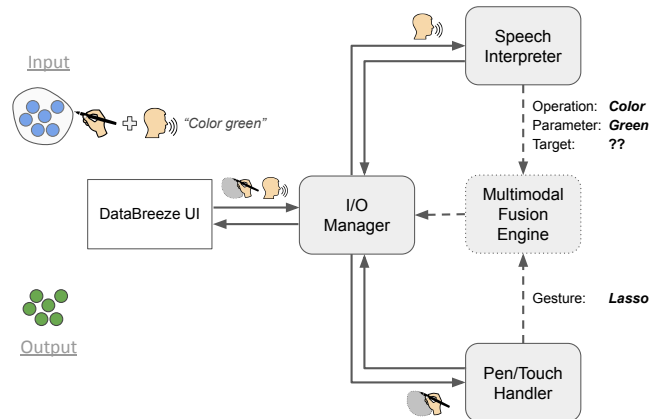 Input
"Color green"
Speech
Interpreter
Operation: Color
Parameter: Green
Target: ??
DataBreeze UI
I/O
Manager
Multimodal
Fusion
Engine
Gesture: Lasso
Output
Pen/Touch
Handler